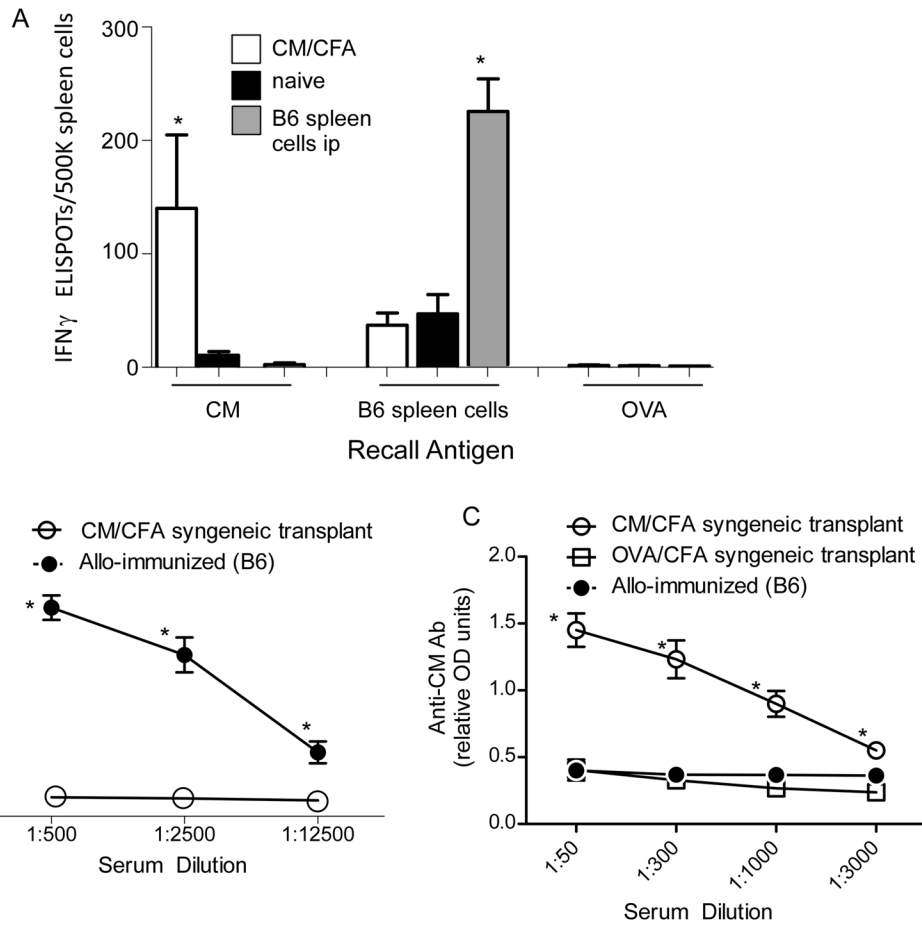 A
300
200
100
0
IFNγ ELISPOTs/500K spleen cells
CM/CFA
naive
B6 spleen
cells ip
*
*
CM
B6 spleen cells
OVA
Recall Antigen
CM/CFA syngeneic transplant
Allo-immunized (B6)
*
*
*
1:500
1:2500
1:12500
Serum Dilution
C
CM/CFA syngeneic transplant
OVA/CFA syngeneic transplant
Allo-immunized (B6)
Anti-CM Ab
(relative OD units)
2.0
1.5
1.0
0.5
0.0
*
*
*
*
1:50
1:300
1:1000
1:3000
Serum Dilution